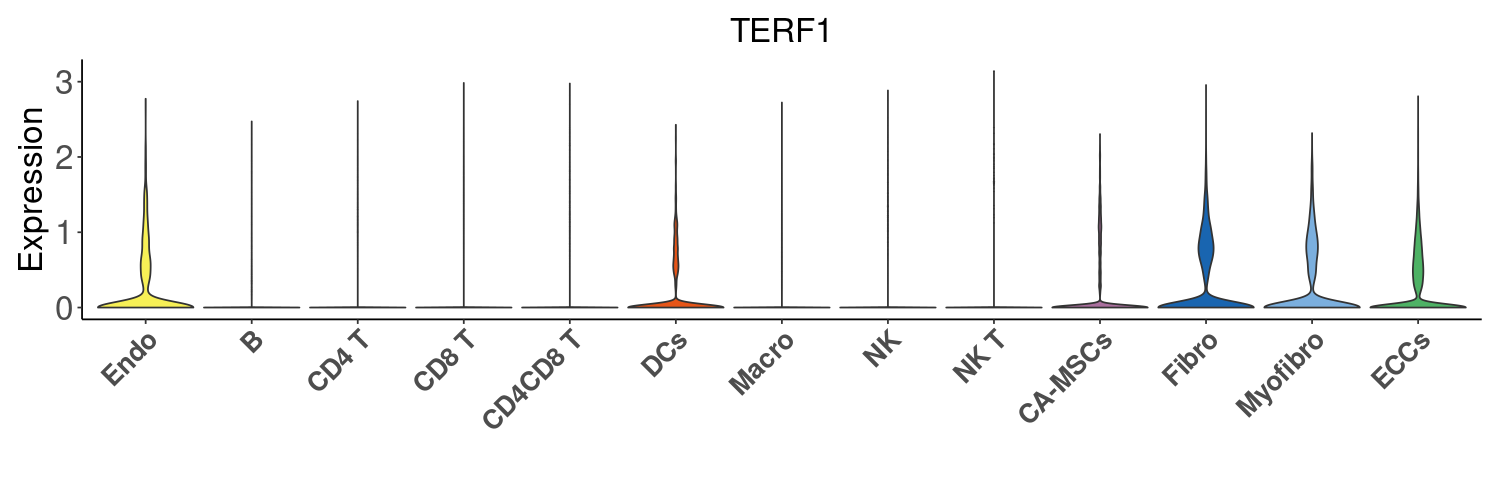 TERF1
Expression
3
2
1
0
Endo
B
CD4 T
CD8 T
CD4CD8 T
DCs
Macro
NK
NK T
CA-MSCs
Fibro
Myofibro
ECCs